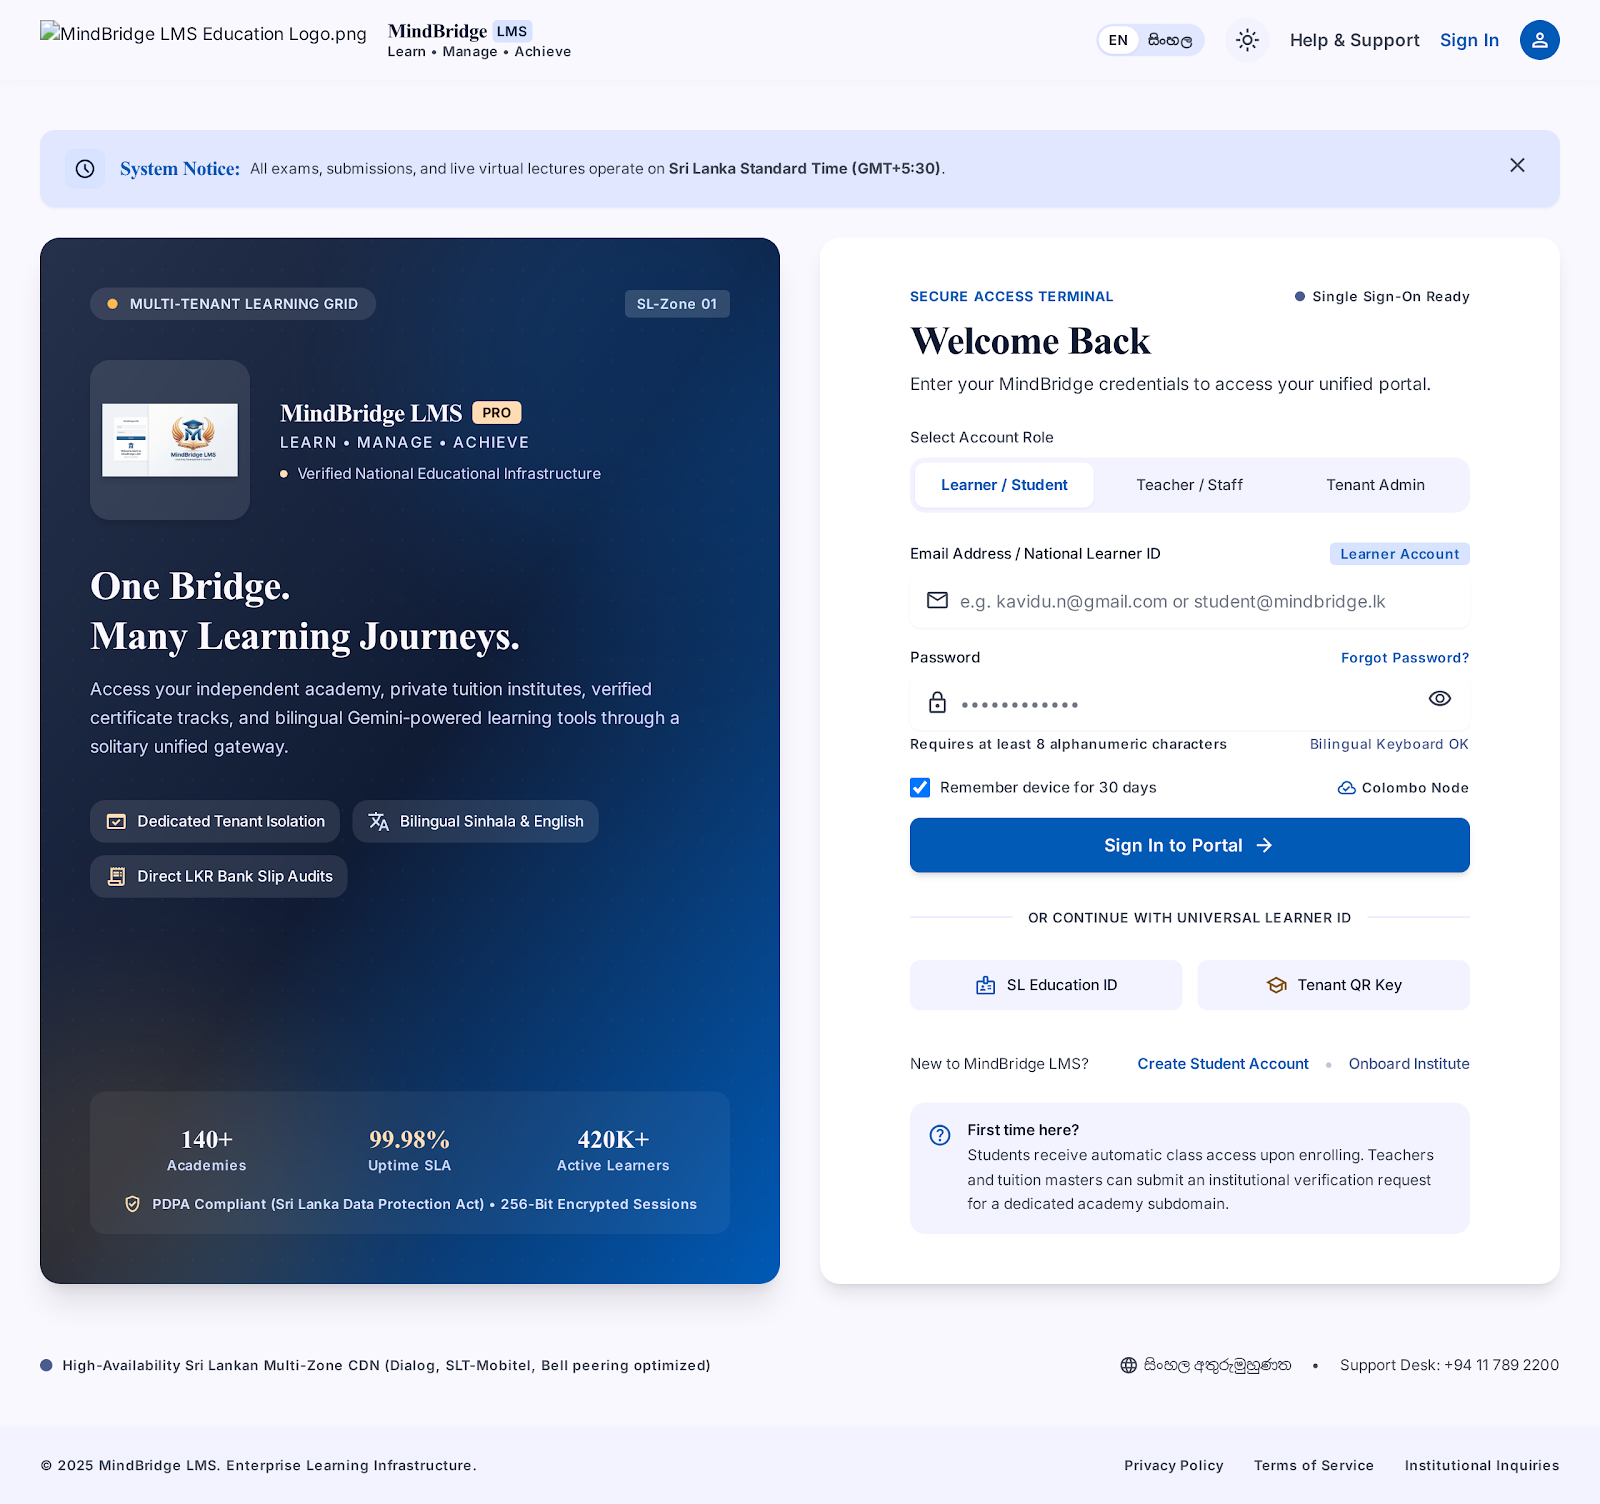 MindBridge LMS Education Logo.png
MindBridge LMS
Learn • Manage • Achieve
EN සිංහල
Help & Support
Sign In
System Notice: All exams, submissions, and live virtual lectures operate on Sri Lanka Standard Time (GMT+5:30).
MULTI-TENANT LEARNING GRID
SL-Zone 01
MindBridge LMS
MindBridge LMS PRO
LEARN • MANAGE • ACHIEVE
Verified National Educational Infrastructure
One Bridge.
Many Learning Journeys.
Access your independent academy, private tuition institutes, verified
certificate tracks, and bilingual Gemini-powered learning tools through a
solitary unified gateway.
Dedicated Tenant Isolation
Bilingual Sinhala & English
Direct LKR Bank Slip Audits
140+
Academies
99.98%
Uptime SLA
420K+
Active Learners
PDPA Compliant (Sri Lanka Data Protection Act) • 256-Bit Encrypted Sessions
SECURE ACCESS TERMINAL
Single Sign-On Ready
Welcome Back
Enter your MindBridge credentials to access your unified portal.
Select Account Role
Learner / Student
Teacher / Staff
Tenant Admin
Email Address / National Learner ID
Learner Account
e.g. kavidu.n@gmail.com or student@mindbridge.lk
Password
Forgot Password?
••••••••••••
Requires at least 8 alphanumeric characters
Bilingual Keyboard OK
Remember device for 30 days
Colombo Node
Sign In to Portal
OR CONTINUE WITH UNIVERSAL LEARNER ID
SL Education ID
Tenant QR Key
New to MindBridge LMS?
Create Student Account
Onboard Institute
First time here?
Students receive automatic class access upon enrolling. Teachers
and tuition masters can submit an institutional verification request
for a dedicated academy subdomain.
High-Availability Sri Lankan Multi-Zone CDN (Dialog, SLT-Mobitel, Bell peering optimized)
සිංහල අතුරුමුහුණත
•
Support Desk: +94 11 789 2200
© 2025 MindBridge LMS. Enterprise Learning Infrastructure.
Privacy Policy
Terms of Service
Institutional Inquiries